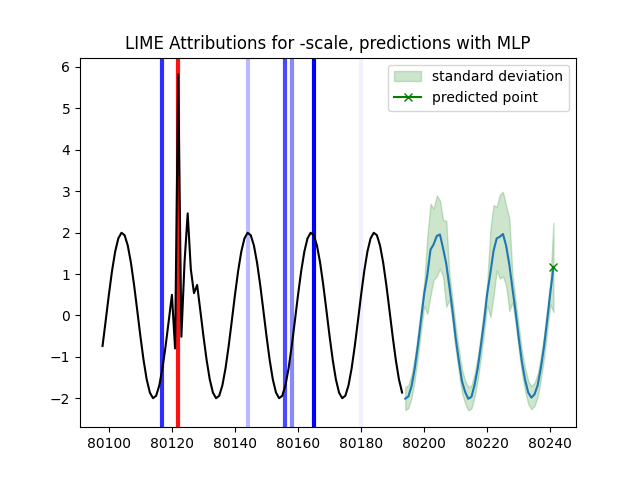 LIME Attributions for -scale, predictions with MLP
standard deviation
predicted point
6
5
4
3
2
1
0
−1
−2
80100 80120 80140 80160 80180 80200 80220 80240